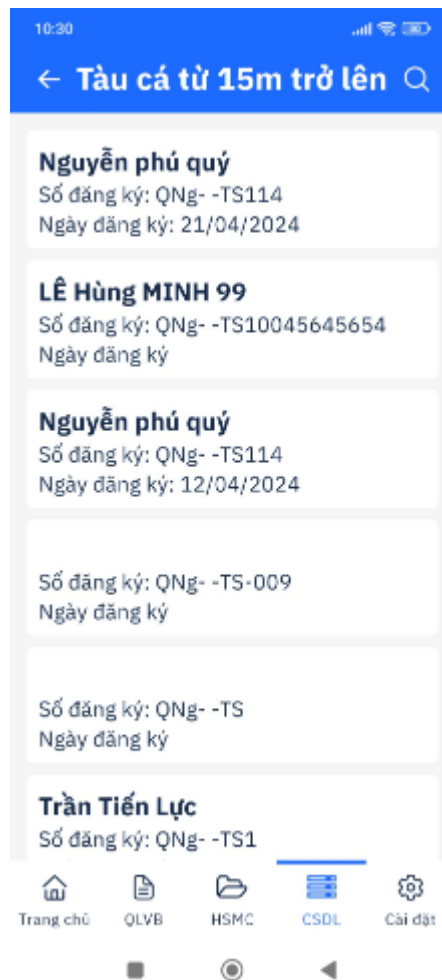 10:30
← Tàu cá từ 15m trở lên
Nguyễn phú quý
Số đăng ký: QNg- -TS114
Ngày đăng ký: 21/04/2024
LÊ Hùng MINH 99
Số đăng ký: QNg- -TS10045645654
Ngày đăng ký
Nguyễn phú quý
Số đăng ký: QNg- -TS114
Ngày đăng ký: 12/04/2024
Số đăng ký: QNg- -TS-009
Ngày đăng ký
Số đăng ký: QNg- -TS
Ngày đăng ký
Trần Tiến Lực
Số đăng ký: QNg- -TS1
Trang chủ QLVB HSMC CSDL Cài đặt